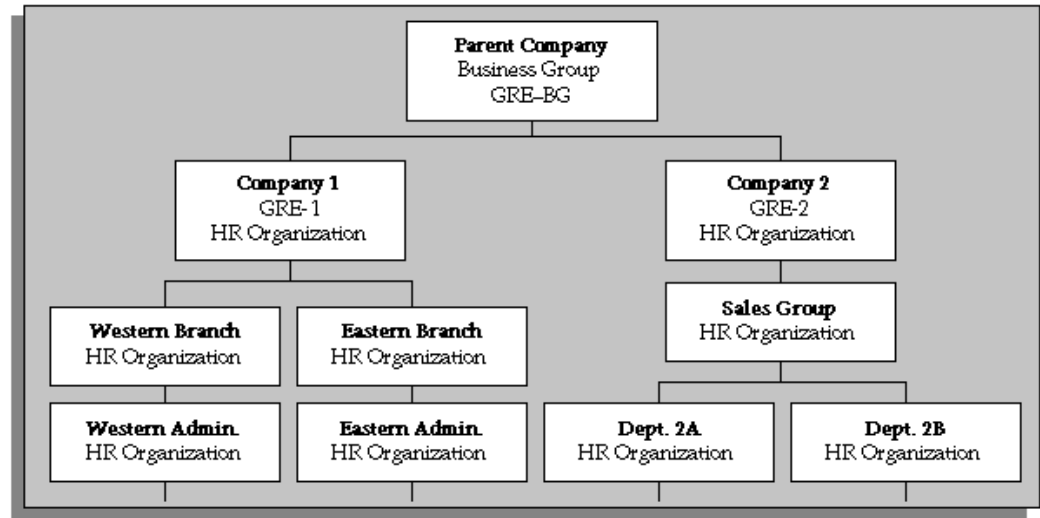 Parent Company
Business Group
GRE–BG
Company 1
GRE- 1
HR Organization
Company 2
GRE-2
HR Organization
Western Branch
HR Organization
Eastern Branch
HR Organization
Sales Group
HR Organization
Western Admin.
HR Organization
Eastern Admin.
HR Organization
Dept. 2A
HR Organization
Dept. 2B
HR Organization